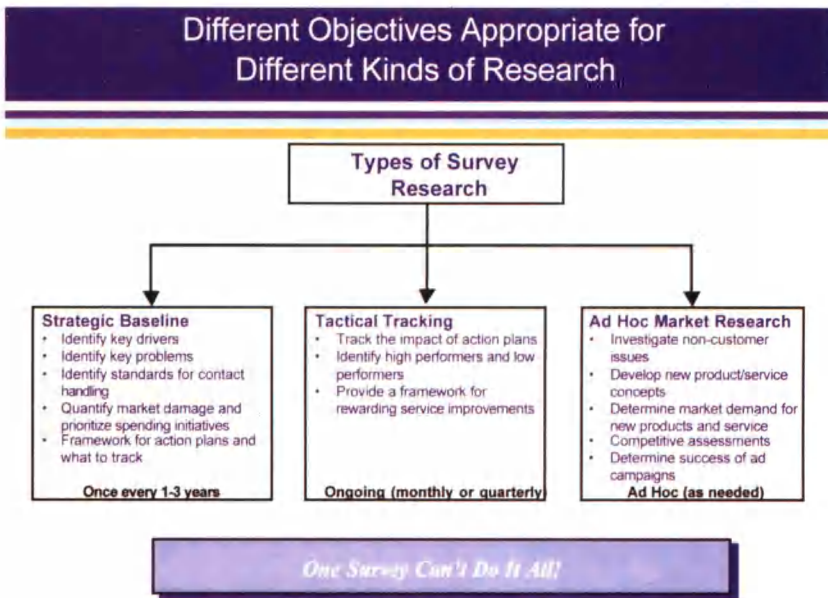 Different Objectives Appropriate for
Different Kinds of Research
Types of Survey
Research
Strategic Baseline
• Identify key drivers
• Identify key problems
• Identify standards for contact
handling
• Quantify market damage and
prioritize spending initiatives
• Framework for action plans and
what to track
Once every 1-3 years
Tactical Tracking
• Track the impact of action plans
• Identify high performers and low
performers
• Provide a framework for
rewarding service improvements
Ongoing (monthly or quarterly)
Ad Hoc Market Research
• Investigate non-customer
issues
• Develop new product/service
concepts
• Determine market demand for
new products and service
• Competitive assessments
• Determine success of ad
campaigns
Ad Hoc (as needed)
One Survey Can't Do It All!